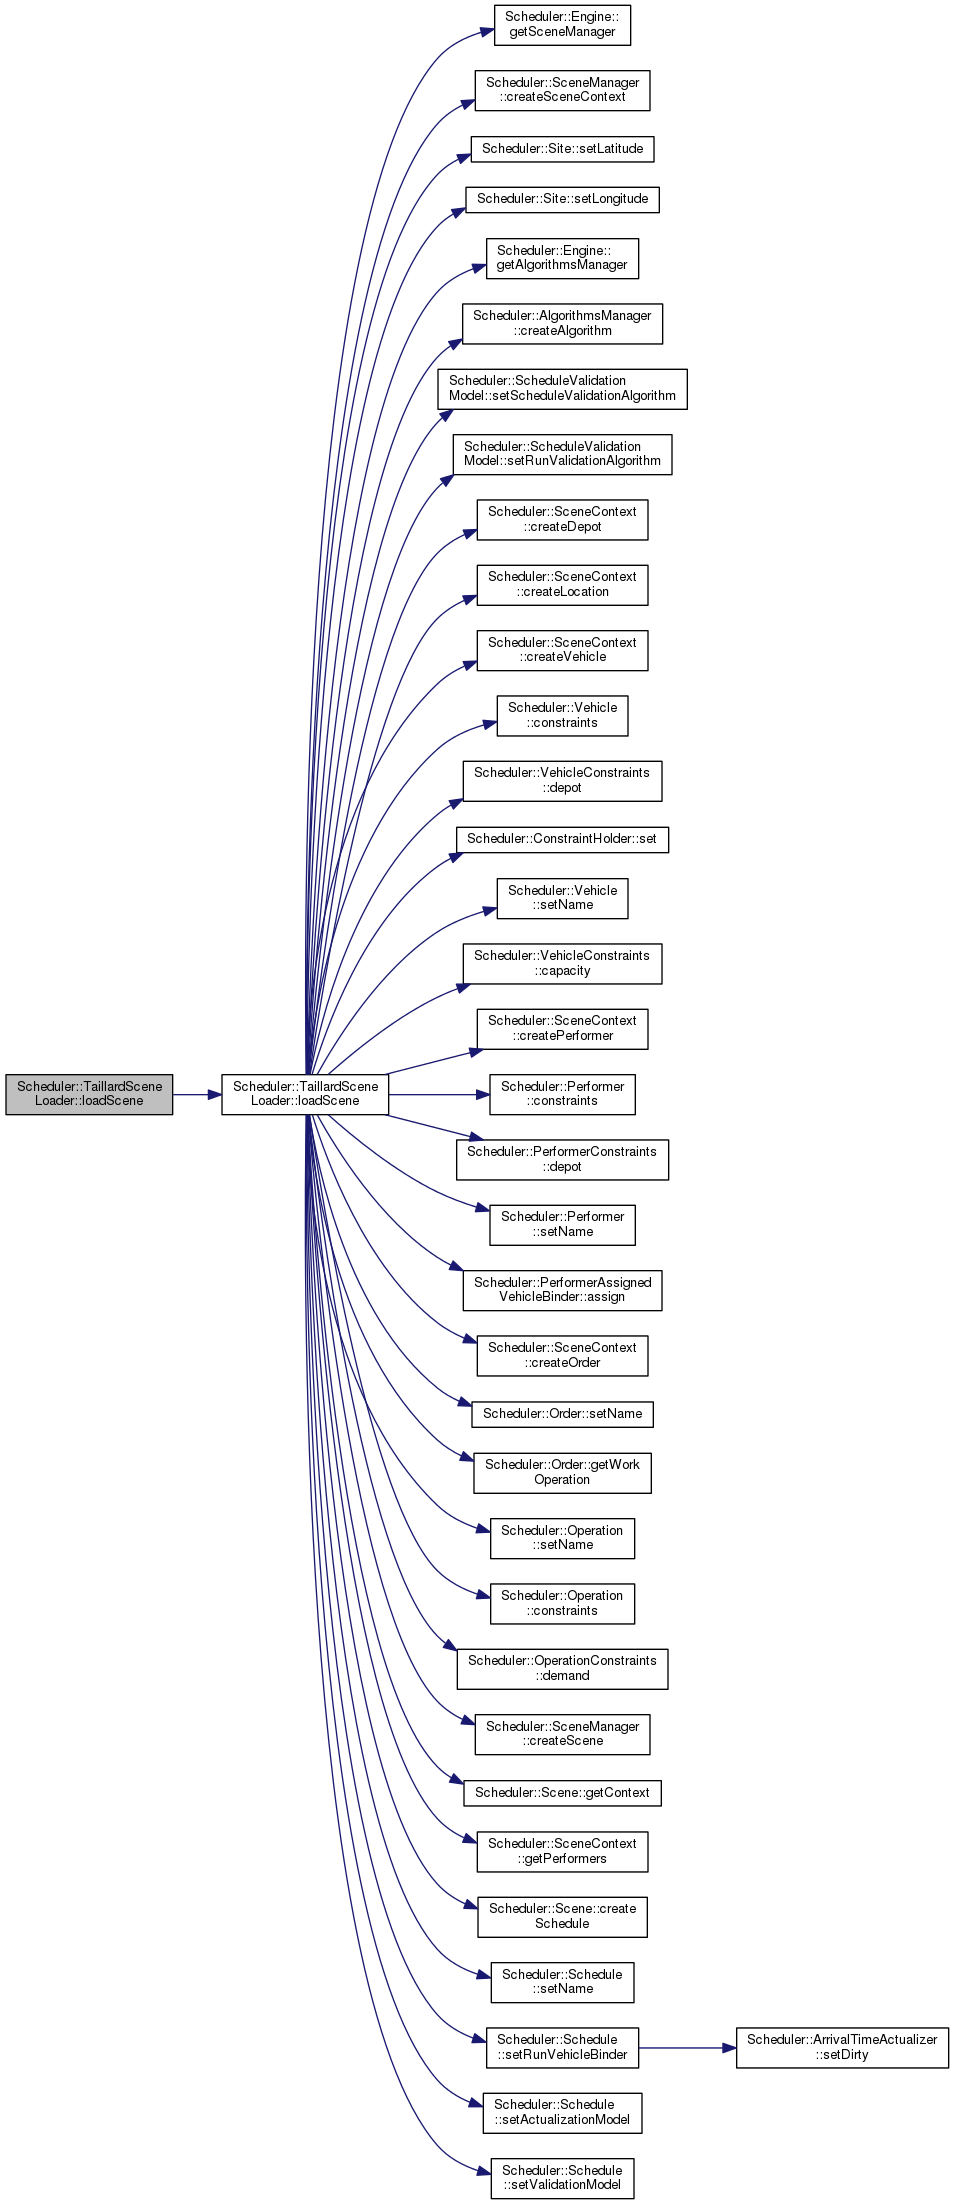 Scheduler::Engine::
getSceneManager
Scheduler::SceneManager
::createSceneContext
Scheduler::Site::setLatitude
Scheduler::Site::setLongitude
Scheduler::Engine::
getAlgorithmsManager
Scheduler::AlgorithmsManager
::createAlgorithm
Scheduler::ScheduleValidation
Model::setScheduleValidationAlgorithm
Scheduler::ScheduleValidation
Model::setRunValidationAlgorithm
Scheduler::SceneContext
::createDepot
Scheduler::SceneContext
::createLocation
Scheduler::SceneContext
::createVehicle
Scheduler::Vehicle
::constraints
Scheduler::VehicleConstraints
::depot
Scheduler::ConstraintHolder::set
Scheduler::Vehicle
::setName
Scheduler::VehicleConstraints
::capacity
Scheduler::SceneContext
::createPerformer
Scheduler::TaillardScene
Loader::loadScene
Scheduler::TaillardScene
Loader::loadScene
Scheduler::Performer
::constraints
Scheduler::PerformerConstraints
::depot
Scheduler::Performer
::setName
Scheduler::PerformerAssigned
VehicleBinder::assign
Scheduler::SceneContext
::createOrder
Scheduler::Order::setName
Scheduler::Order::getWork
Operation
Scheduler::Operation
::setName
Scheduler::Operation
::constraints
Scheduler::OperationConstraints
::demand
Scheduler::SceneManager
::createScene
Scheduler::Scene::getContext
Scheduler::SceneContext
::getPerformers
Scheduler::Scene::create
Schedule
Scheduler::Schedule
::setName
Scheduler::Schedule
::setRunVehicleBinder
Scheduler::ArrivalTimeActualizer
::setDirty
Scheduler::Schedule
::setActualizationModel
Scheduler::Schedule
::setValidationModel